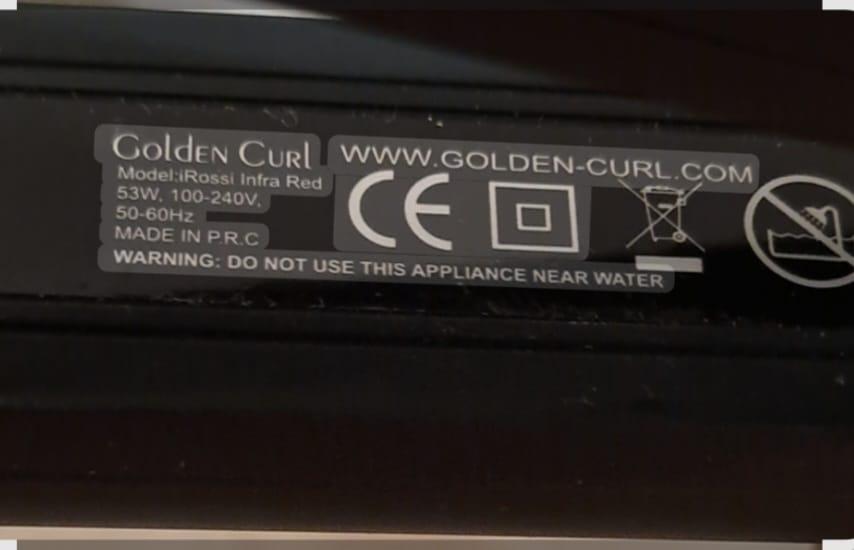 Golden Curl
WWW.GOLDEN-CURL.COM
Model:iRossi Infra Red
53W, 100-240V,
50-60Hz
MADE IN P.R.C
CE
WARNING: DO NOT USE THIS APPLIANCE NEAR WATER